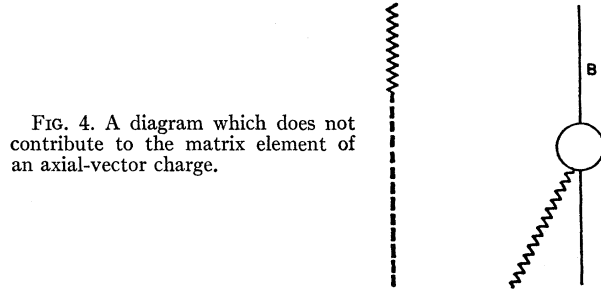 FIG. 4. A diagram which does not
contribute to the matrix element of
an axial-vector charge.
B